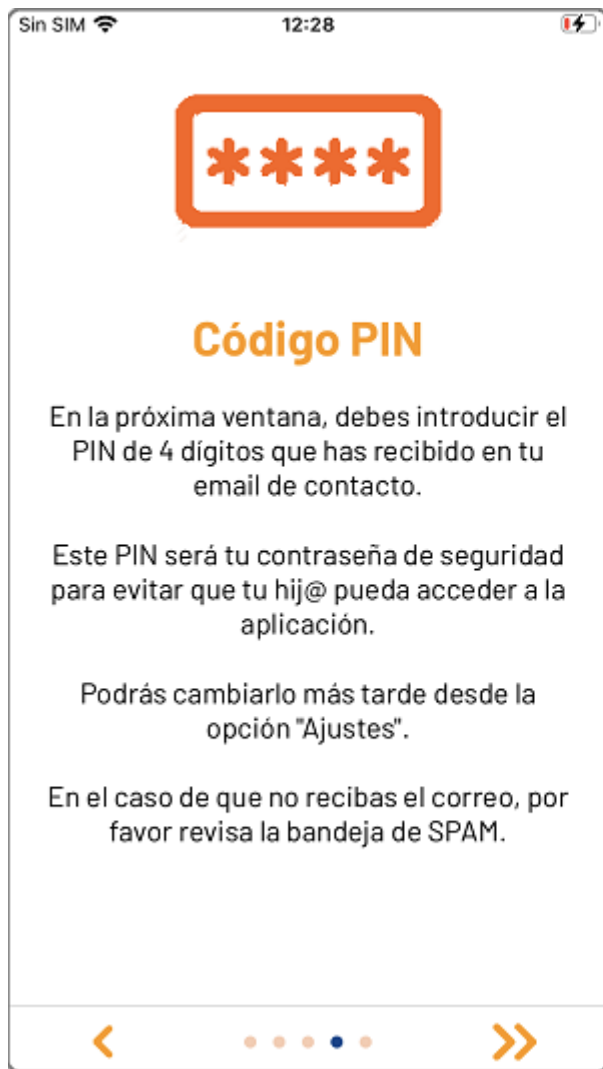 Sin SIM 12:28
****
Código PIN
En la próxima ventana, debes introducir el
PIN de 4 dígitos que has recibido en tu
email de contacto.
Este PIN será tu contraseña de seguridad
para evitar que tu hij@ pueda acceder a la
aplicación.
Podrás cambiarlo más tarde desde la
opción "Ajustes".
En el caso de que no recibas el correo, por
favor revisa la bandeja de SPAM.